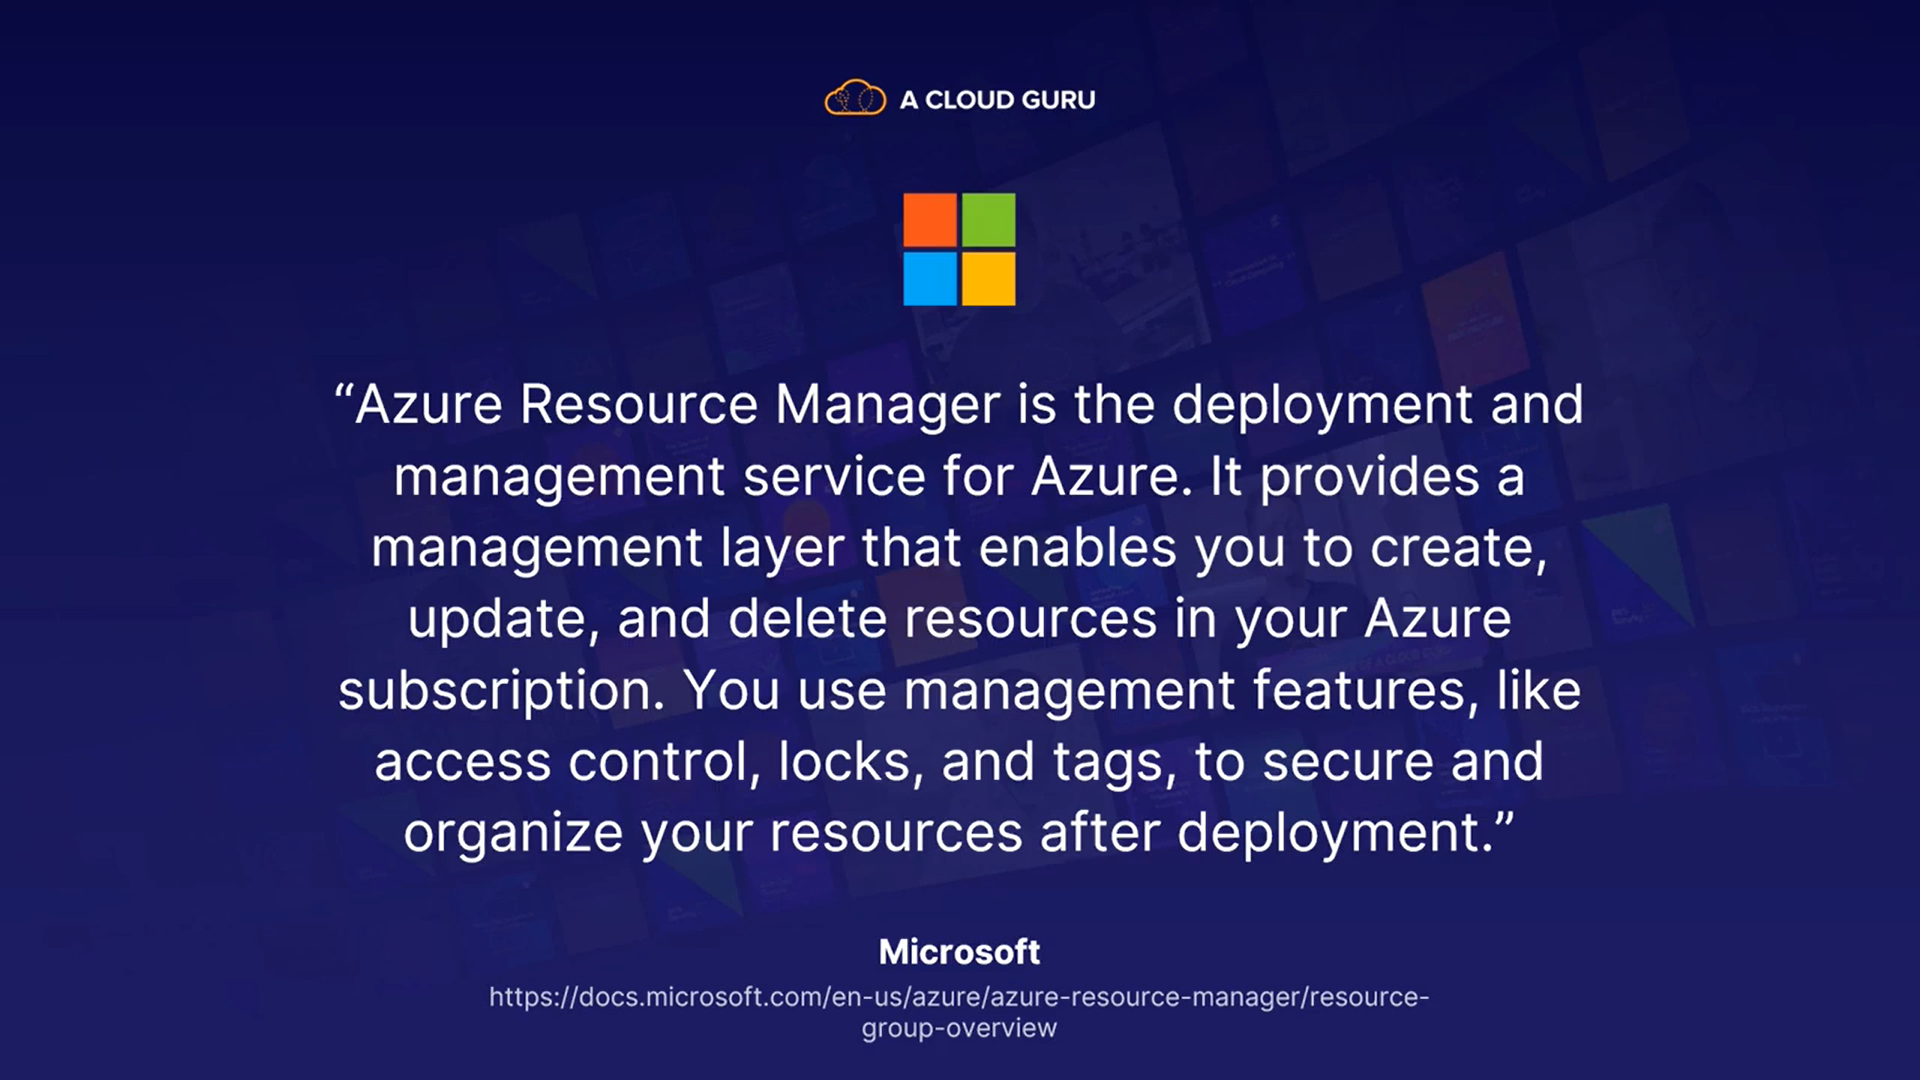 A CLOUD GURU
“Azure Resource Manager is the deployment and
management service for Azure. It provides a
management layer that enables you to create,
update, and delete resources in your Azure
subscription. You use management features, like
access control, locks, and tags, to secure and
organize your resources after deployment.”
Microsoft
https://docs.microsoft.com/en-us/azure/azure-resource-manager/resource-
group-overview